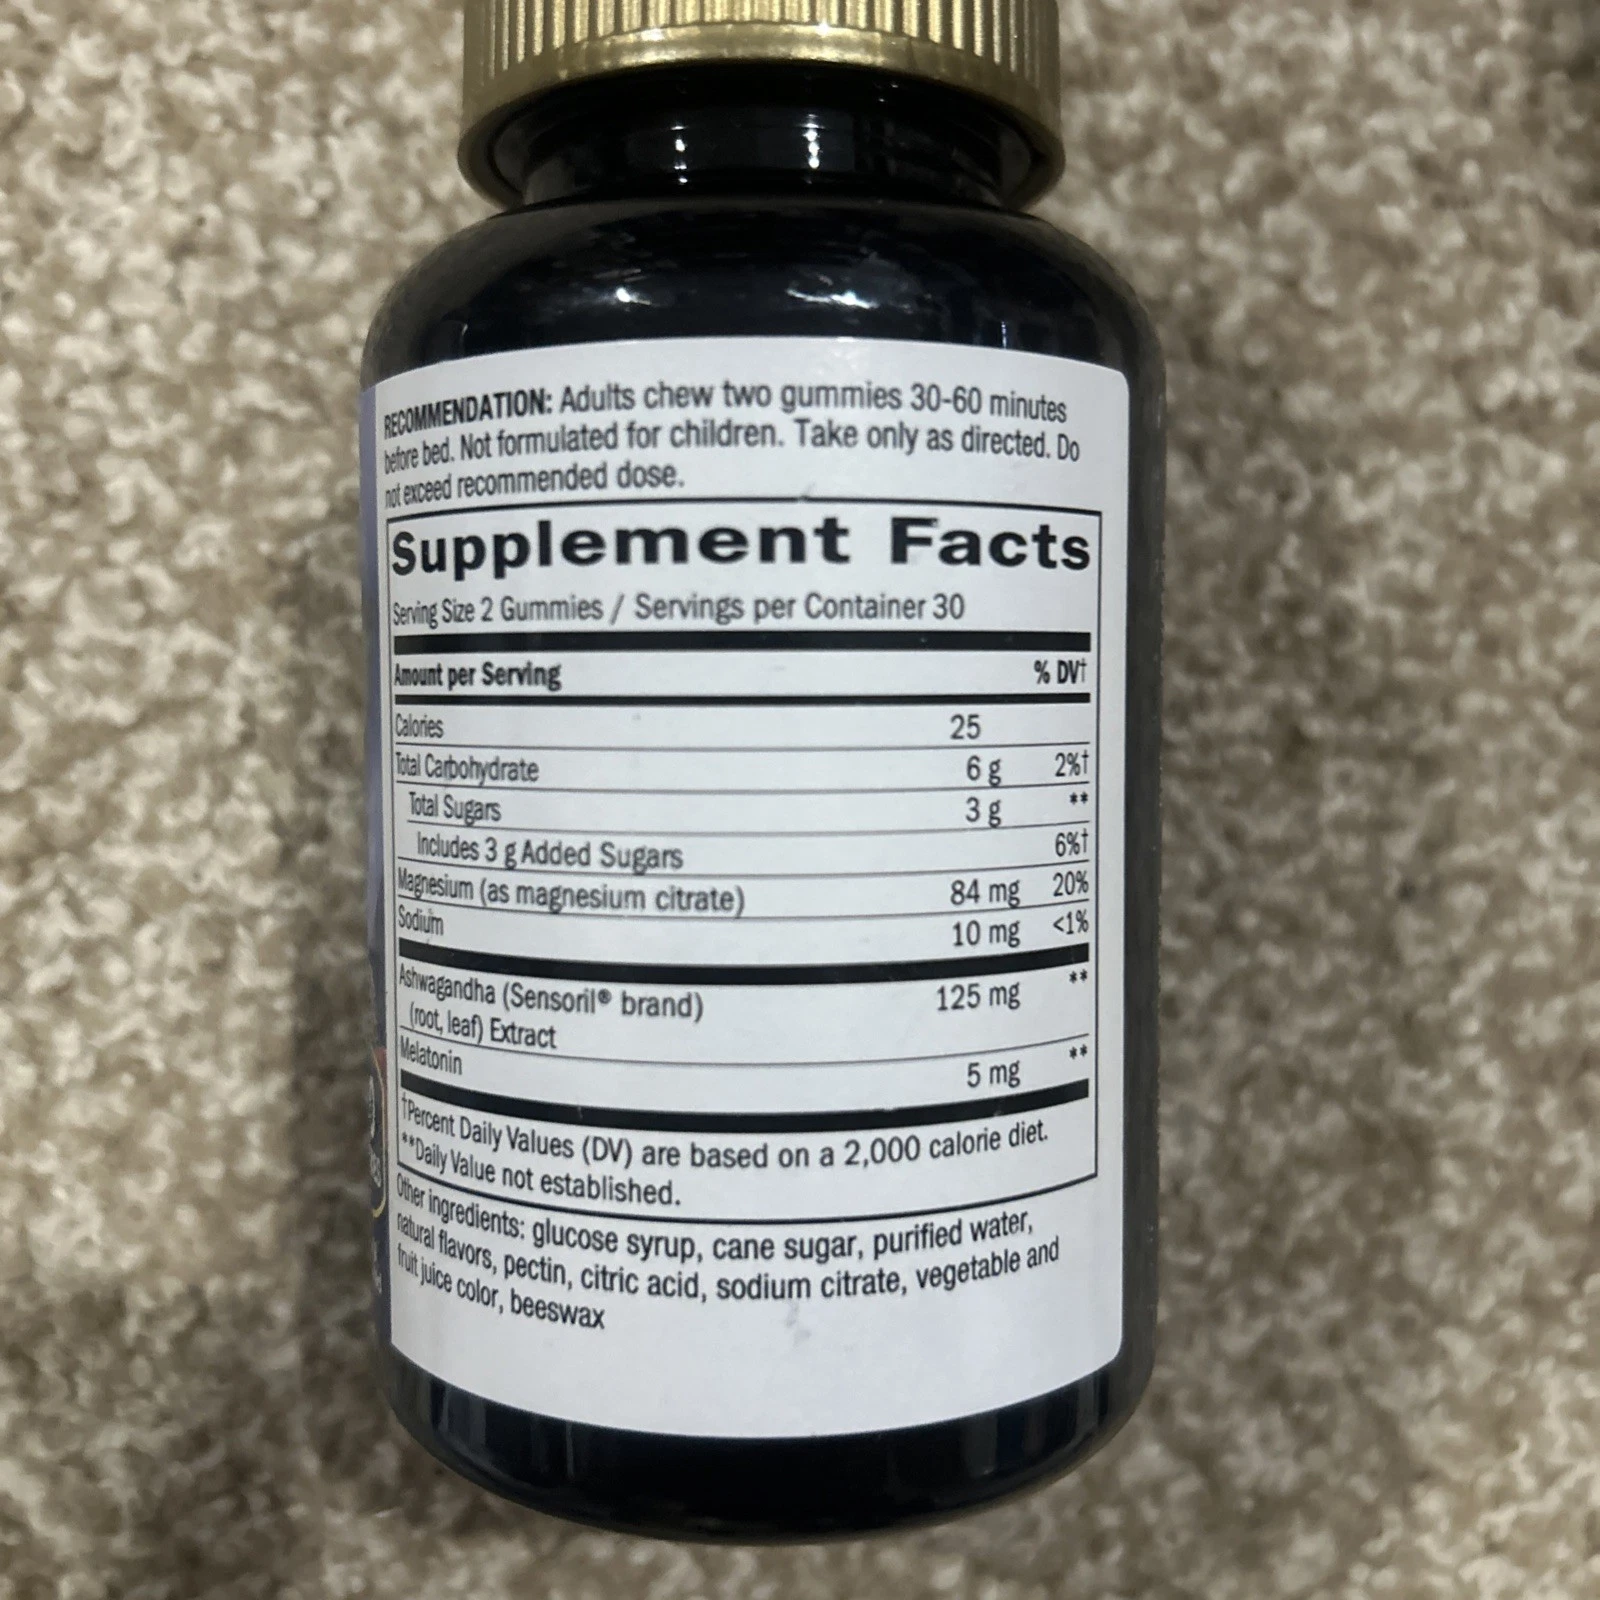 RECOMMENDATION: Adults chew two gummies 30-60 minutes
before bed. Not formulated for children. Take only as directed. Do
not exceed recommended dose.
Supplement Facts
Serving Size 2 Gummies / Servings per Container 30
Amount per Serving % DV†
Calories 25
Total Carbohydrate 6 g 2%†
Total Sugars 3 g **
Includes 3 g Added Sugars 6%†
Magnesium (as magnesium citrate) 84 mg 20%
Sodium 10 mg <1%
Ashwagandha (Sensoril® brand) 125 mg **
(root, leaf) Extract
Melatonin 5 mg **
†Percent Daily Values (DV) are based on a 2,000 calorie diet.
**Daily Value not established.
Other ingredients: glucose syrup, cane sugar, purified water,
natural flavors, pectin, citric acid, sodium citrate, vegetable and
fruit juice color, beeswax